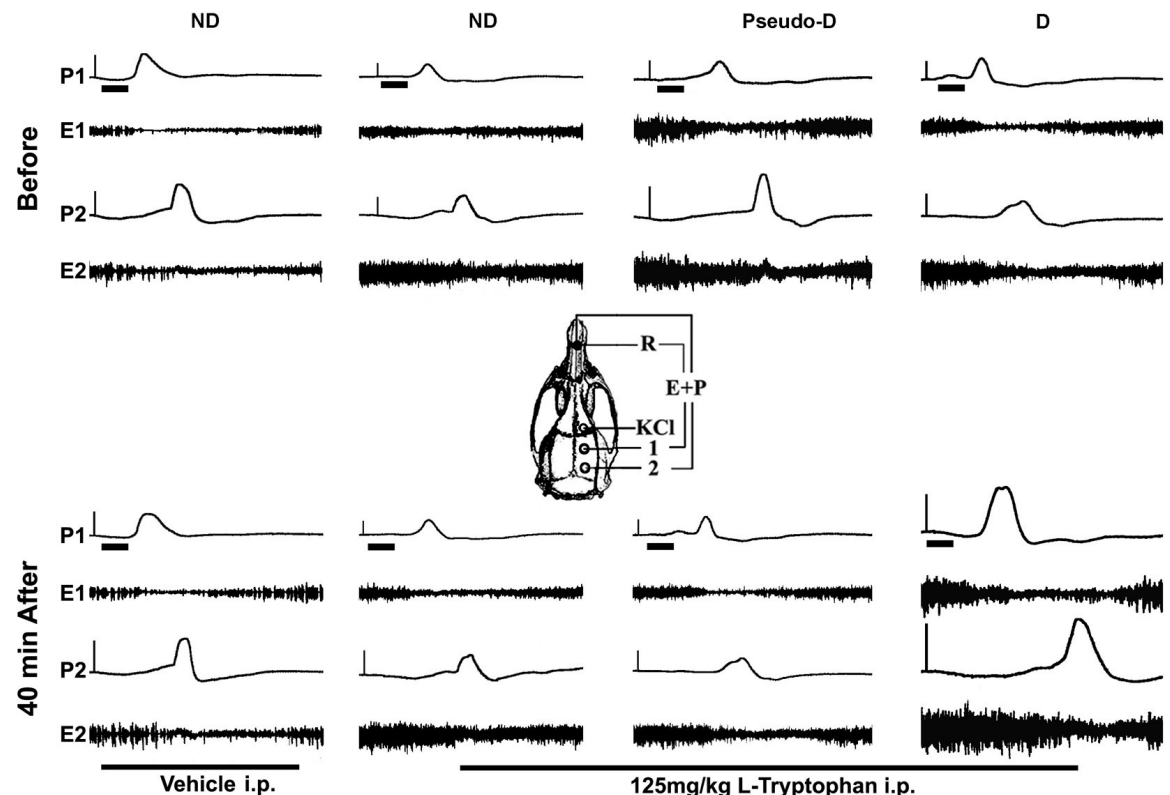 ND ND Pseudo-D D
Before
P1
E1
P2
E2
R
E+P
KCl
1
2
40 min After
P1
E1
P2
E2
Vehicle i.p. 125mg/kg L-Tryptophan i.p.